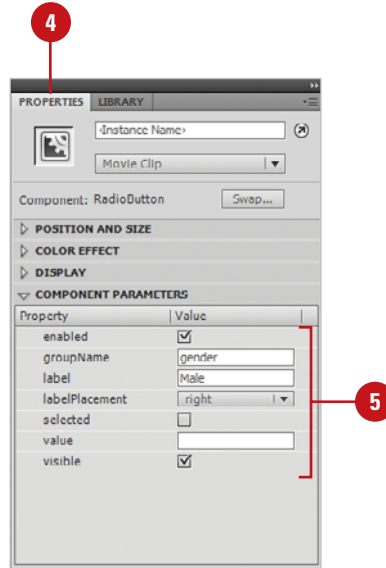 4
PROPERTIES LIBRARY
<Instance Name>
Movie Clip
Component: RadioButton Swap...
POSITION AND SIZE
COLOR EFFECT
DISPLAY
COMPONENT PARAMETERS
Property Value
enabled
groupName gender
label Male
labelPlacement right
selected
value
visible
5